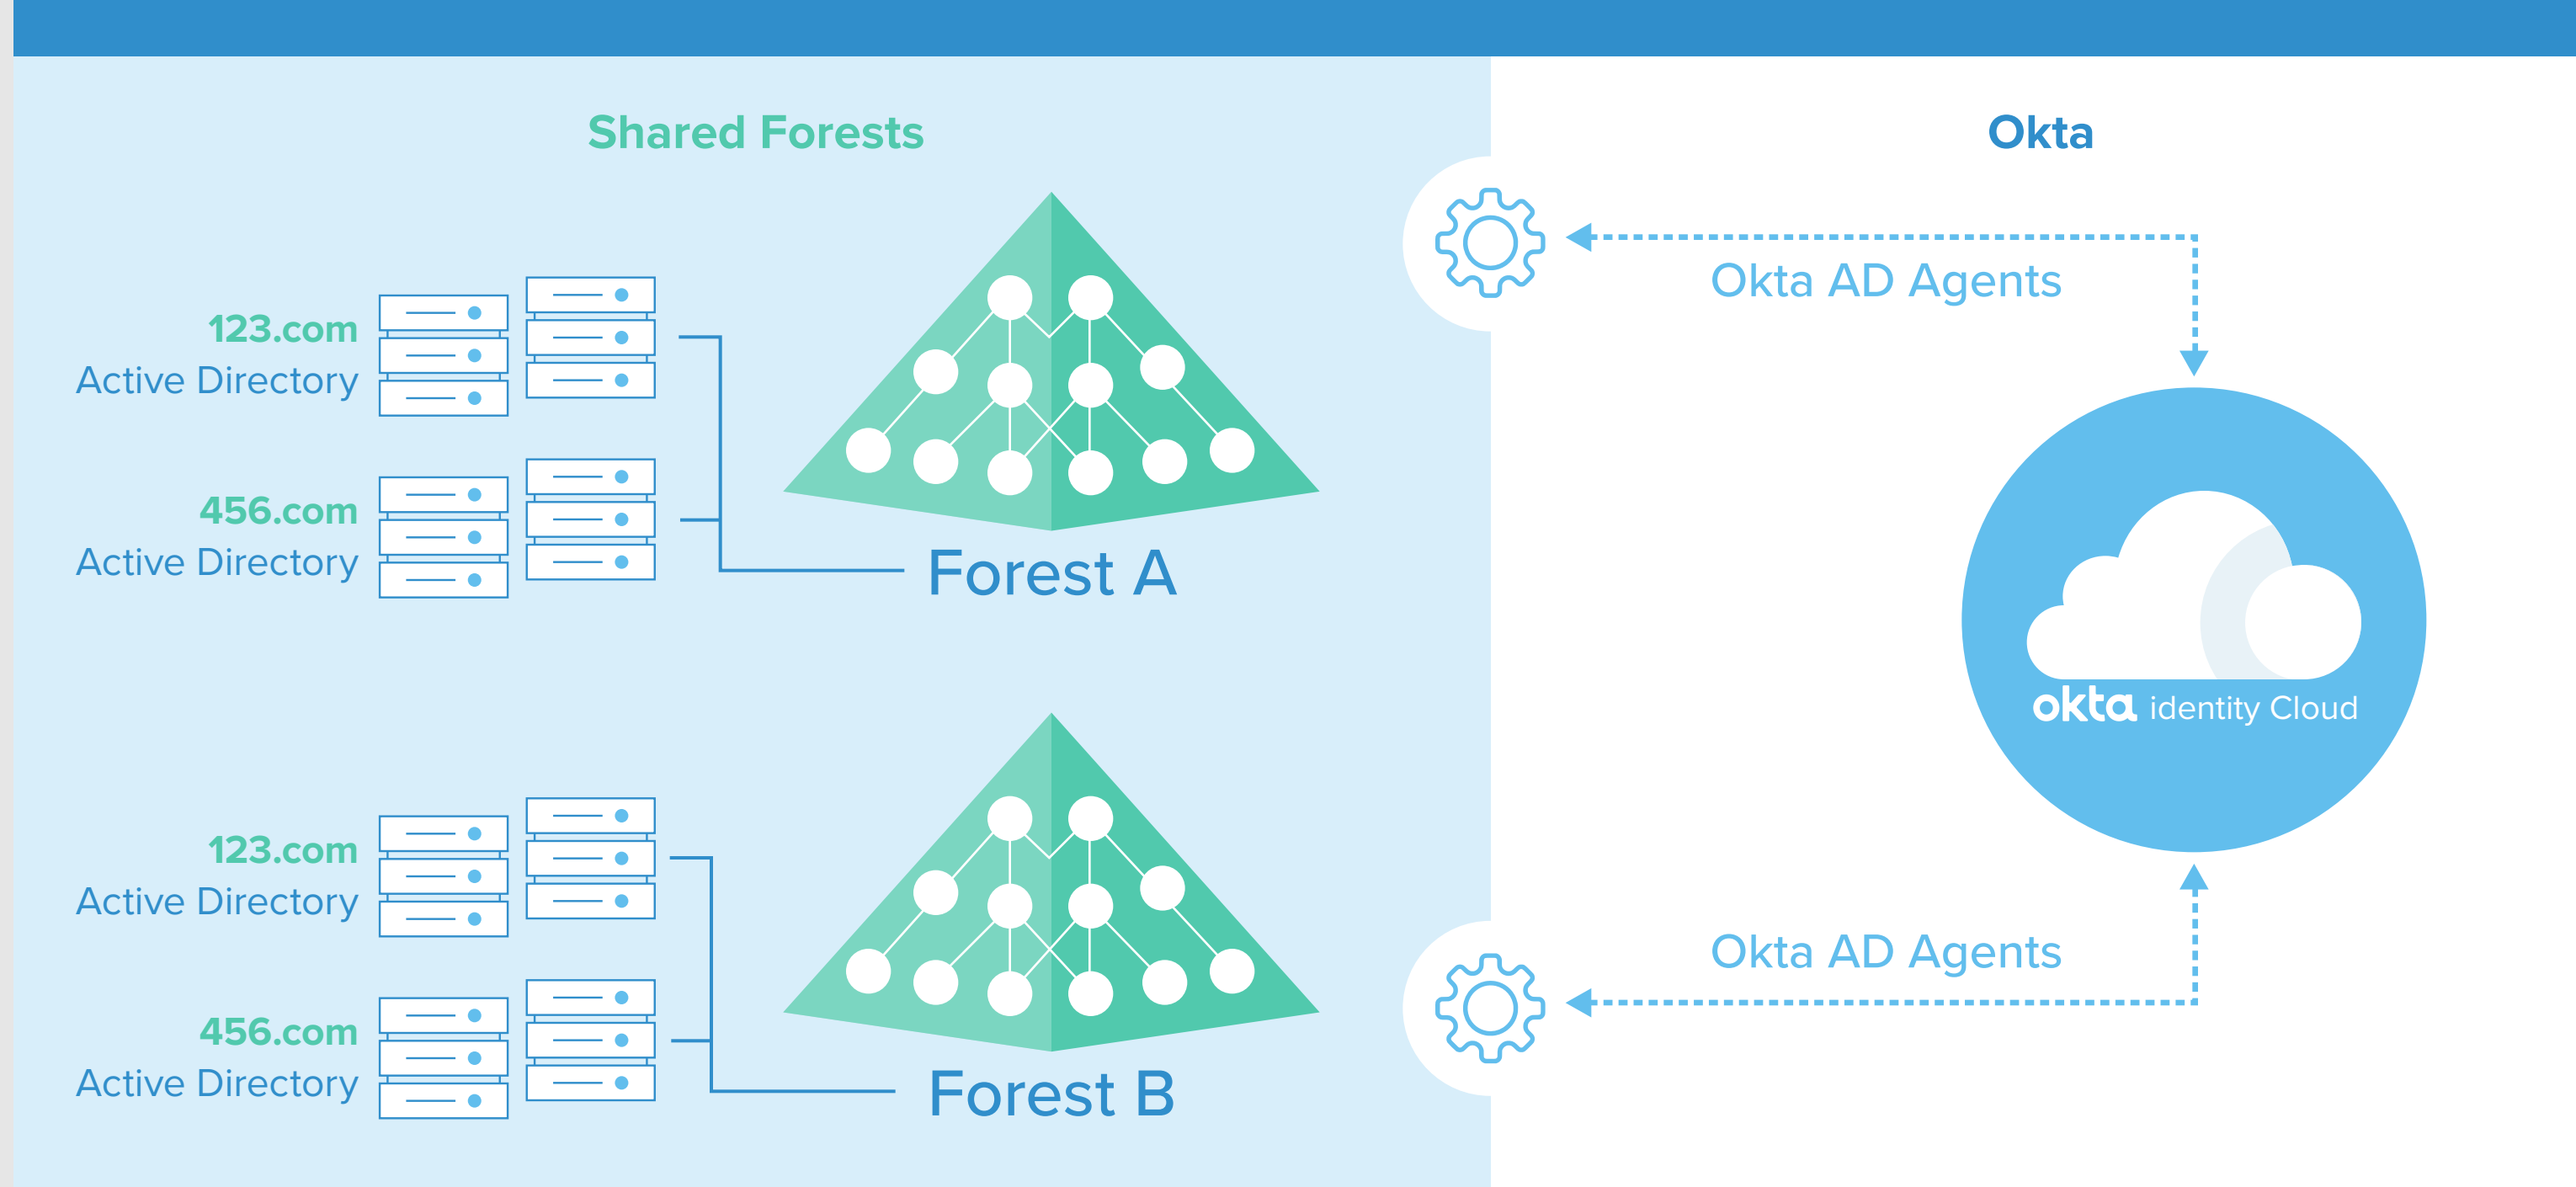 Shared Forests
Okta
123.com
Active Directory
456.com
Active Directory
Forest A
Okta AD Agents
okta identity Cloud
123.com
Active Directory
456.com
Active Directory
Forest B
Okta AD Agents